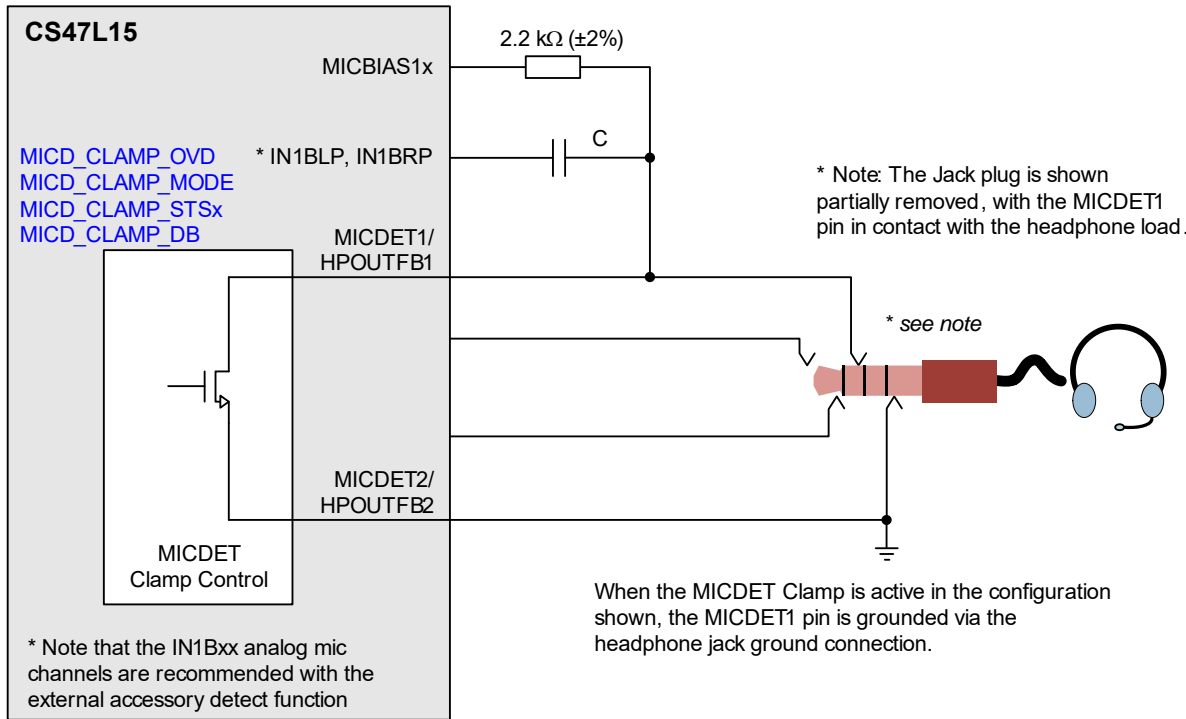 CS47L15
2.2 kΩ (±2%)
MICBIAS1x
C
* IN1BLP, IN1BRP
MICD_CLAMP_OVD
MICD_CLAMP_MODE
MICD_CLAMP_STSx
MICD_CLAMP_DB
* Note: The Jack plug is shown
partially removed, with the MICDET1
pin in contact with the headphone load.
MICDET1/
HPOUTFB1
* see note
MICDET2/
HPOUTFB2
MICDET
Clamp Control
When the MICDET Clamp is active in the configuration
shown, the MICDET1 pin is grounded via the
headphone jack ground connection.
* Note that the IN1Bxx analog mic
channels are recommended with the
external accessory detect function